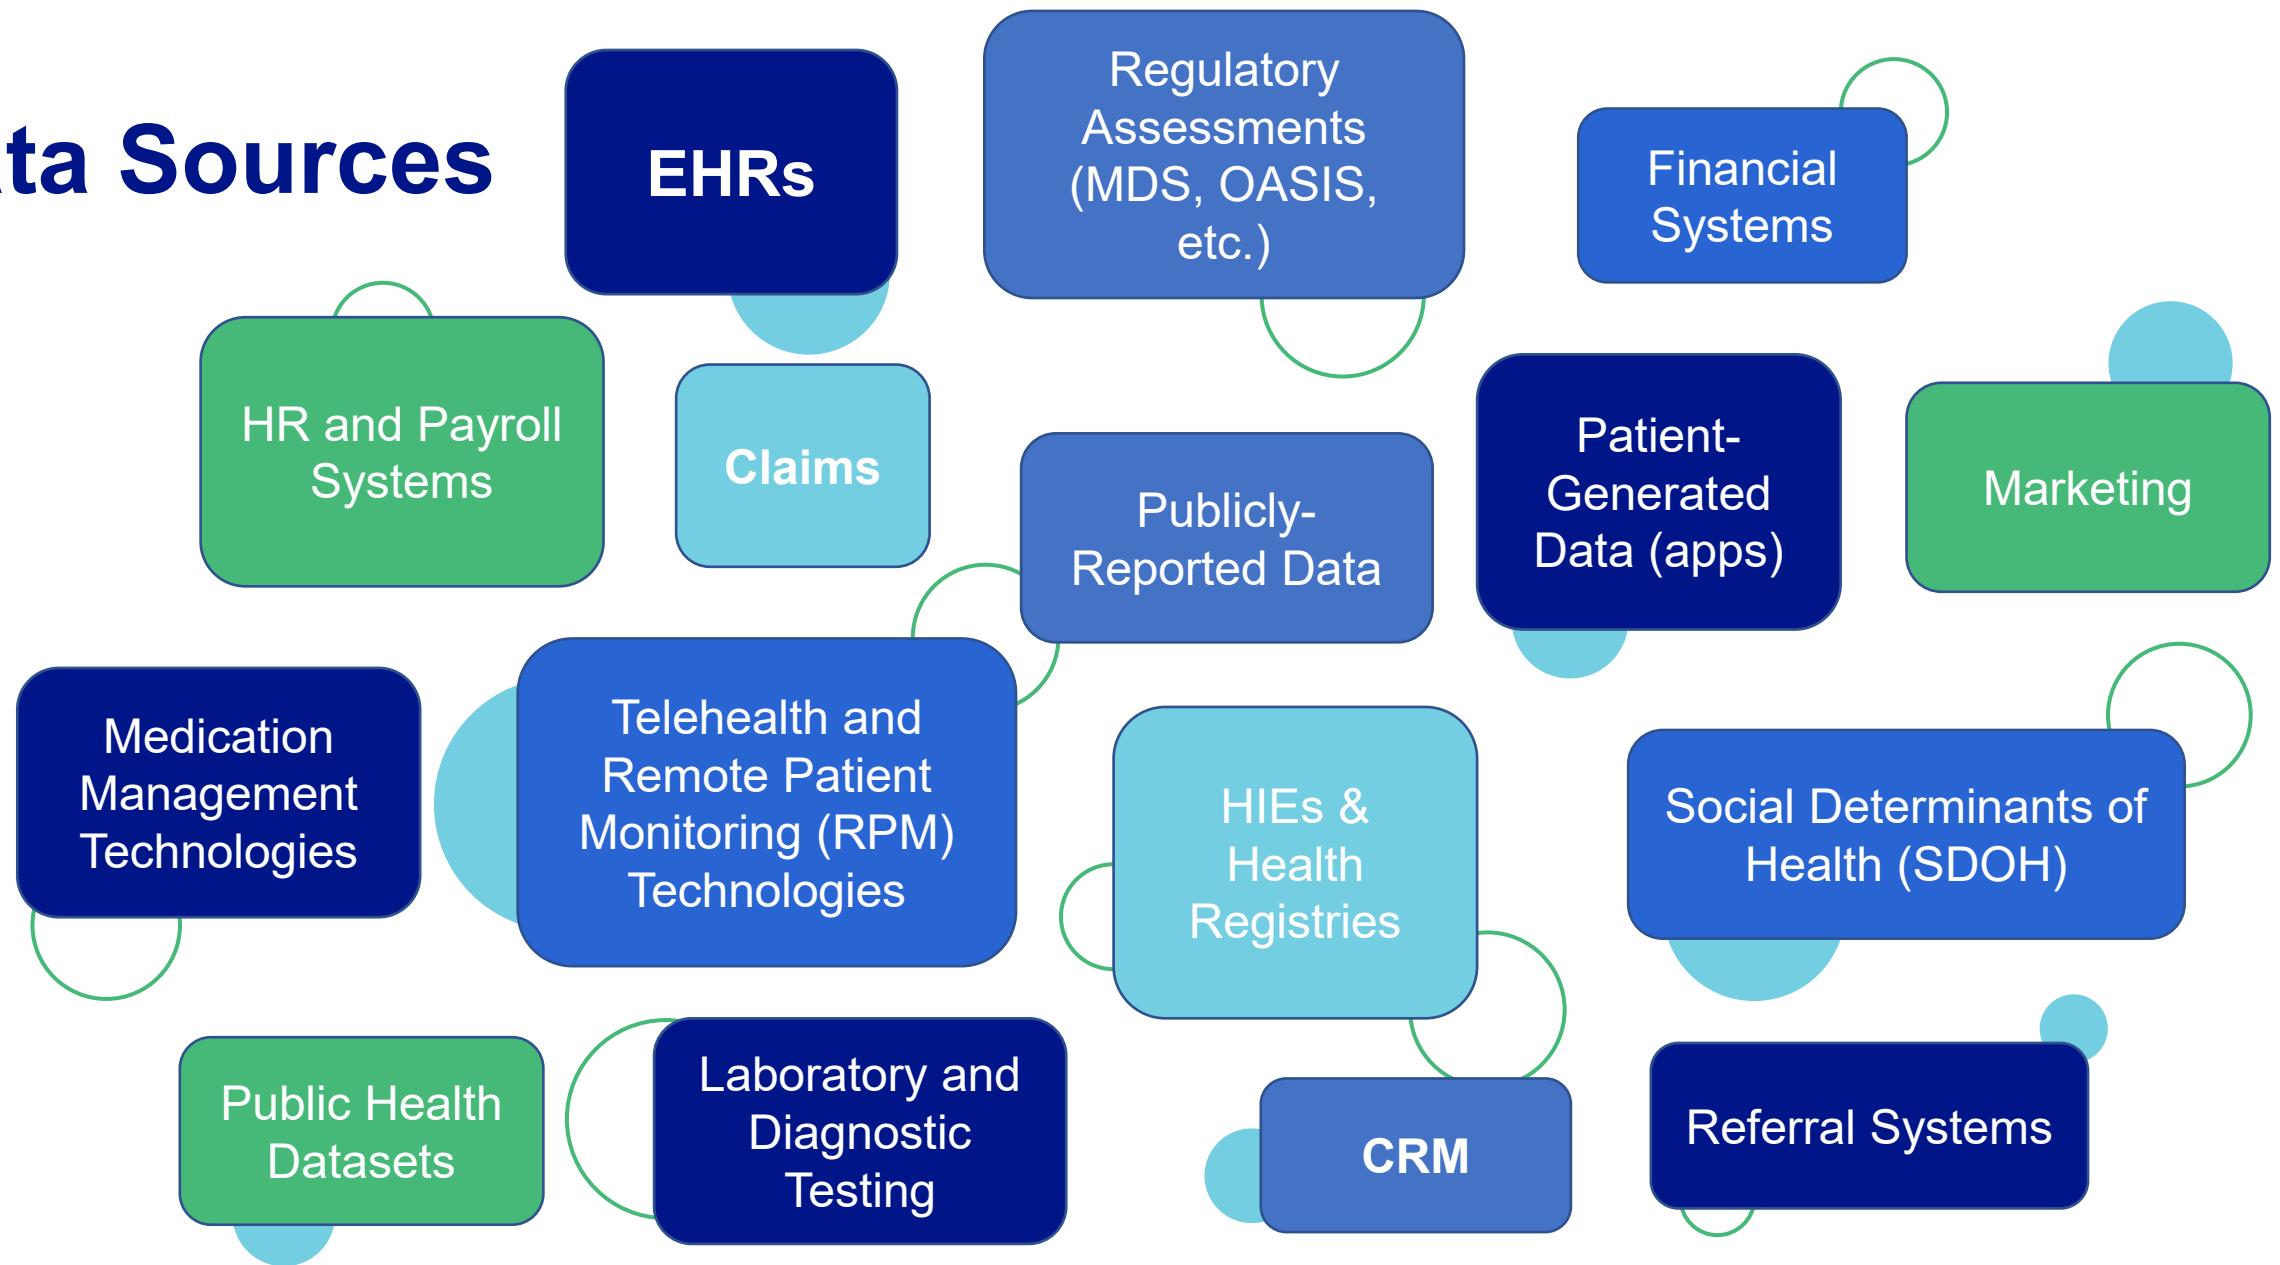 ta Sources
EHRs
Regulatory
Assessments
(MDS, OASIS,
etc.)
Financial
Systems
HR and Payroll
Systems
Claims
Publicly-
Reported Data
Patient-
Generated
Data (apps)
Marketing
Medication
Management
Technologies
Telehealth and
Remote Patient
Monitoring (RPM)
Technologies
HIEs &
Health
Registries
Social Determinants of
Health (SDOH)
Public Health
Datasets
Laboratory and
Diagnostic
Testing
CRM
Referral Systems